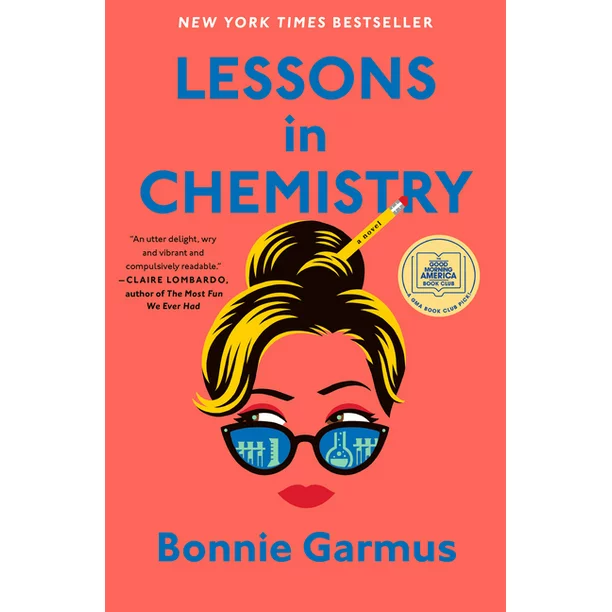 NEW YORK TIMES BESTSELLER
LESSONS
in
CHEMISTRY
a novel
"An utter delight, wry
and vibrant and
compulsively readable."
—CLAIRE LOMBARDO,
author of The Most Fun
We Ever Had
GOOD
MORNING
AMERICA
BOOK CLUB
A GMA BOOK CLUB PICK!
Bonnie Garmus